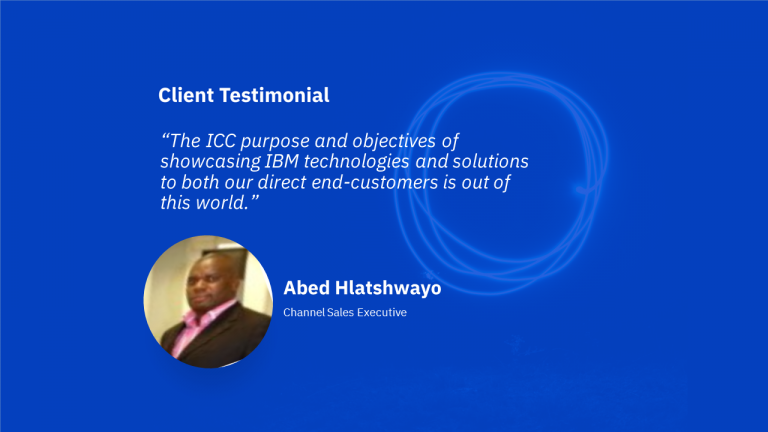 Client Testimonial
“The ICC purpose and objectives of
showcasing IBM technologies and solutions
to both our direct end-customers is out of
this world.”
Abed Hlatshwayo
Channel Sales Executive